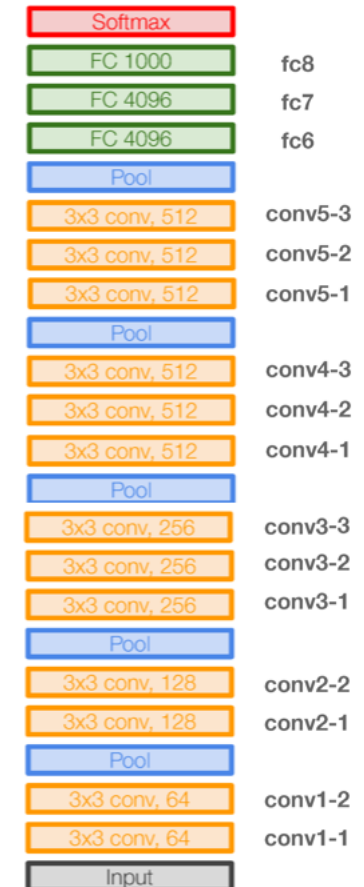 Softmax
FC 1000 fc8
FC 4096 fc7
FC 4096 fc6
Pool
3x3 conv, 512 conv5-3
3x3 conv, 512 conv5-2
3x3 conv, 512 conv5-1
Pool
3x3 conv, 512 conv4-3
3x3 conv, 512 conv4-2
3x3 conv, 512 conv4-1
Pool
3x3 conv, 256 conv3-3
3x3 conv, 256 conv3-2
3x3 conv, 256 conv3-1
Pool
3x3 conv, 128 conv2-2
3x3 conv, 128 conv2-1
Pool
3x3 conv, 64 conv1-2
3x3 conv, 64 conv1-1
Input